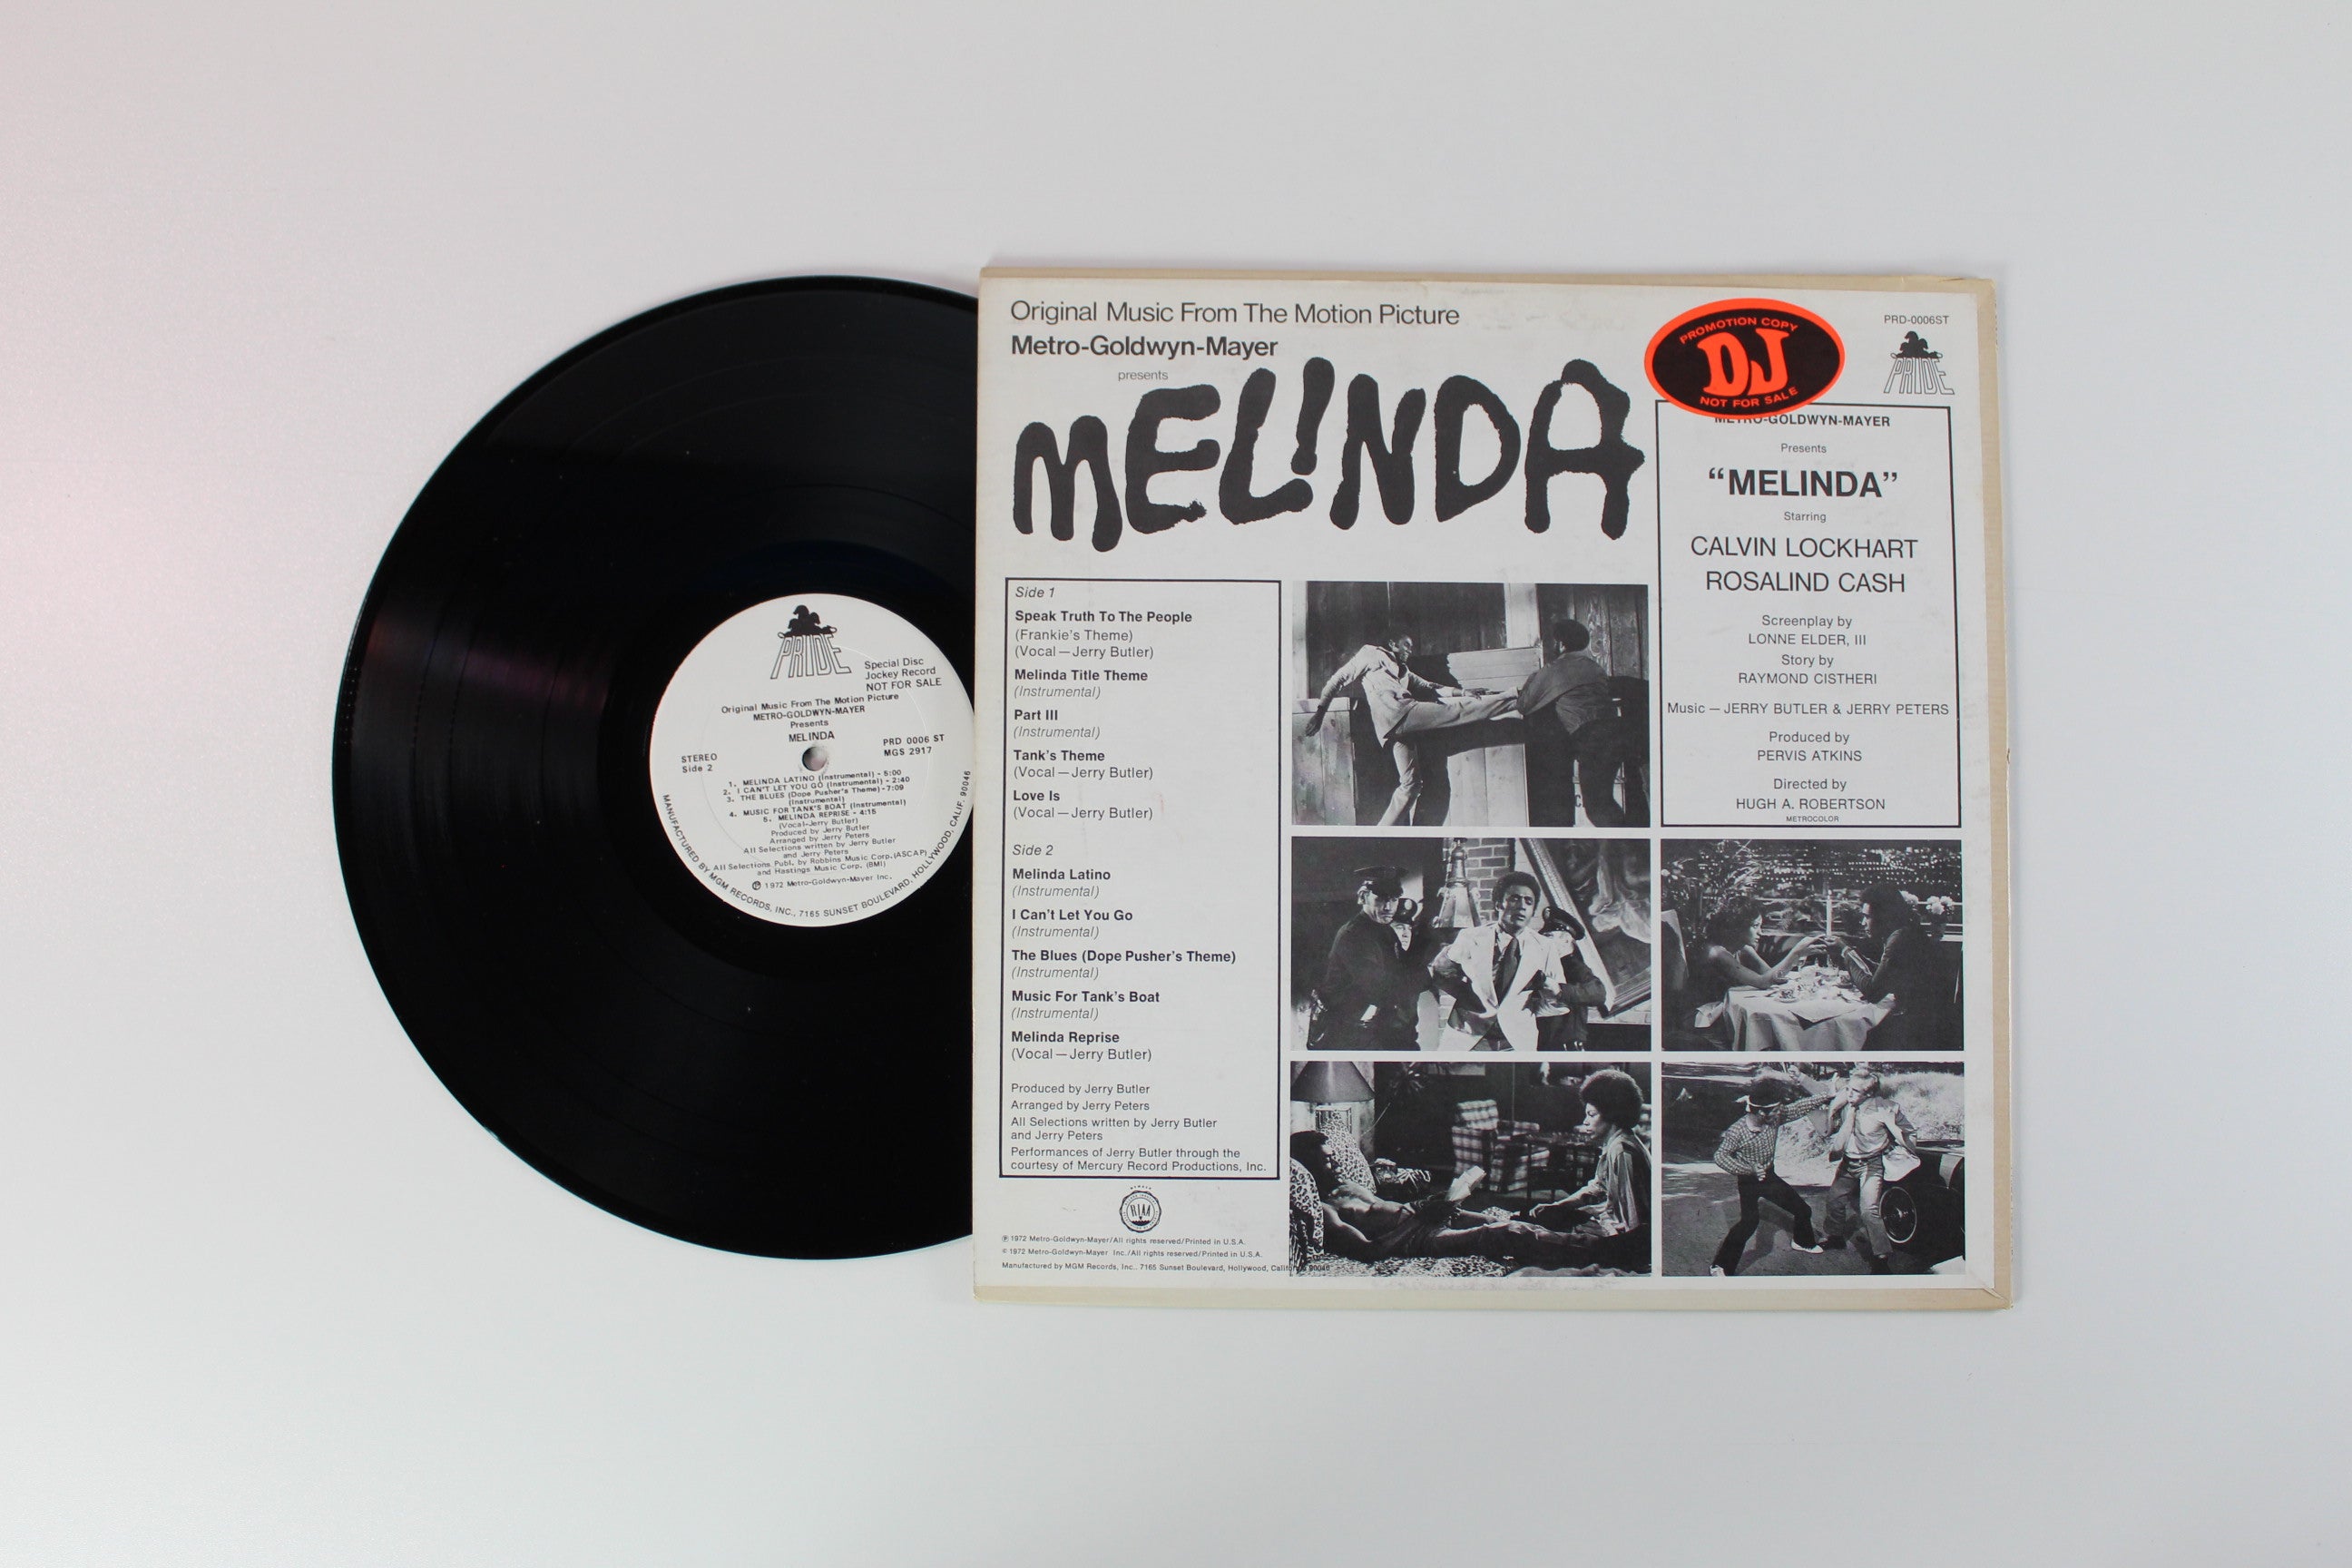 PRIDE
Special Disc
Jockey Record
NOT FOR SALE
Original Music From The Motion Picture
METRO-GOLDWYN-MAYER
Presents
MELINDA
STEREO
Side 2
PRD 0006 ST
MGS 2917
1. MELINDA LATINO (Instrumental) - 5:00
2. I CAN'T LET YOU GO (Instrumental) - 2:40
3. THE BLUES (Dope Pusher's Theme) - 7:09
(Instrumental)
4. MUSIC FOR TANK'S BOAT (Instrumental)
5. MELINDA REPRISE - 4:15
(Vocal-Jerry Butler)
Produced by Jerry Butler
Arranged by Jerry Peters
All Selections written by Jerry Butler
and Jerry Peters
All Selections Publ. by Robbins Music Corp. (ASCAP)
and Hastings Music Corp. (BMI)
℗ 1972 Metro-Goldwyn-Mayer Inc.
MANUFACTURED BY MGM RECORDS, INC., 7165 SUNSET BOULEVARD, HOLLYWOOD, CALIF. 90046
Original Music From The Motion Picture
Metro-Goldwyn-Mayer
presents
MEL!NDA
PROMOTION COPY
DJ
NOT FOR SALE
PRD-0006ST
PRIDE
METRO-GOLDWYN-MAYER
Presents
“MELINDA”
Starring
CALVIN LOCKHART
ROSALIND CASH
Screenplay by
LONNE ELDER, III
Story by
RAYMOND CISTHERI
Music — JERRY BUTLER & JERRY PETERS
Produced by
PERVIS ATKINS
Directed by
HUGH A. ROBERTSON
METROCOLOR
Side 1
Speak Truth To The People
(Frankie's Theme)
(Vocal — Jerry Butler)
Melinda Title Theme
(Instrumental)
Part III
(Instrumental)
Tank's Theme
(Vocal — Jerry Butler)
Love Is
(Vocal — Jerry Butler)
Side 2
Melinda Latino
(Instrumental)
I Can't Let You Go
(Instrumental)
The Blues (Dope Pusher's Theme)
(Instrumental)
Music For Tank's Boat
(Instrumental)
Melinda Reprise
(Vocal — Jerry Butler)
Produced by Jerry Butler
Arranged by Jerry Peters
All Selections written by Jerry Butler
and Jerry Peters
Performances of Jerry Butler through the
courtesy of Mercury Record Productions, Inc.
RIAA
℗ 1972 Metro-Goldwyn-Mayer/All rights reserved/Printed in U.S.A.
© 1972 Metro-Goldwyn-Mayer Inc./All rights reserved/Printed in U.S.A.
Manufactured by MGM Records, Inc., 7165 Sunset Boulevard, Hollywood, California 90046